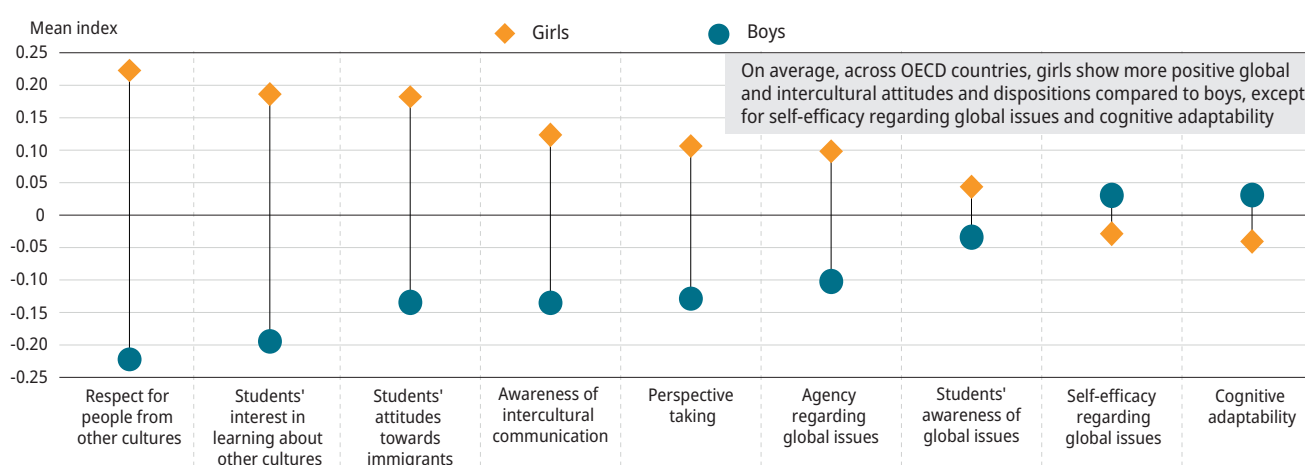 Mean index
Girls
Boys
On average, across OECD countries, girls show more positive global
and intercultural attitudes and dispositions compared to boys, except
for self-efficacy regarding global issues and cognitive adaptability
0.25
0.20
0.15
0.10
0.05
0
-0.05
-0.10
-0.15
-0.20
-0.25
Respect for
people from
other cultures
Students'
interest in
learning about
other cultures
Students'
attitudes
towards
immigrants
Awareness of
intercultural
communication
Perspective
taking
Agency
regarding
global issues
Students'
awareness of
global issues
Self-efficacy
regarding
global issues
Cognitive
adaptability